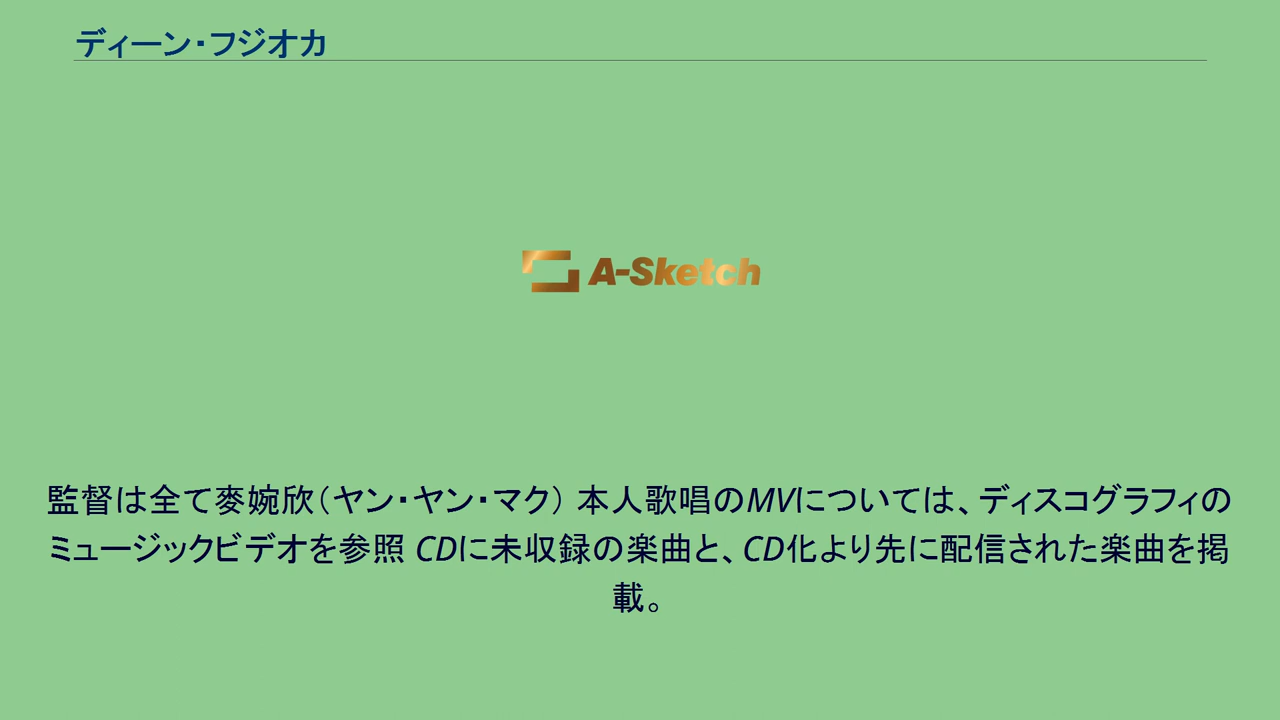 ディーン・フジオカ
A-Sketch
監督は全て麥婉欣（ヤン・ヤン・マク） 本人歌唱のMVについては、ディスコグラフィの
ミュージックビデオを参照 CDに未収録の楽曲と、CD化より先に配信された楽曲を掲
載。